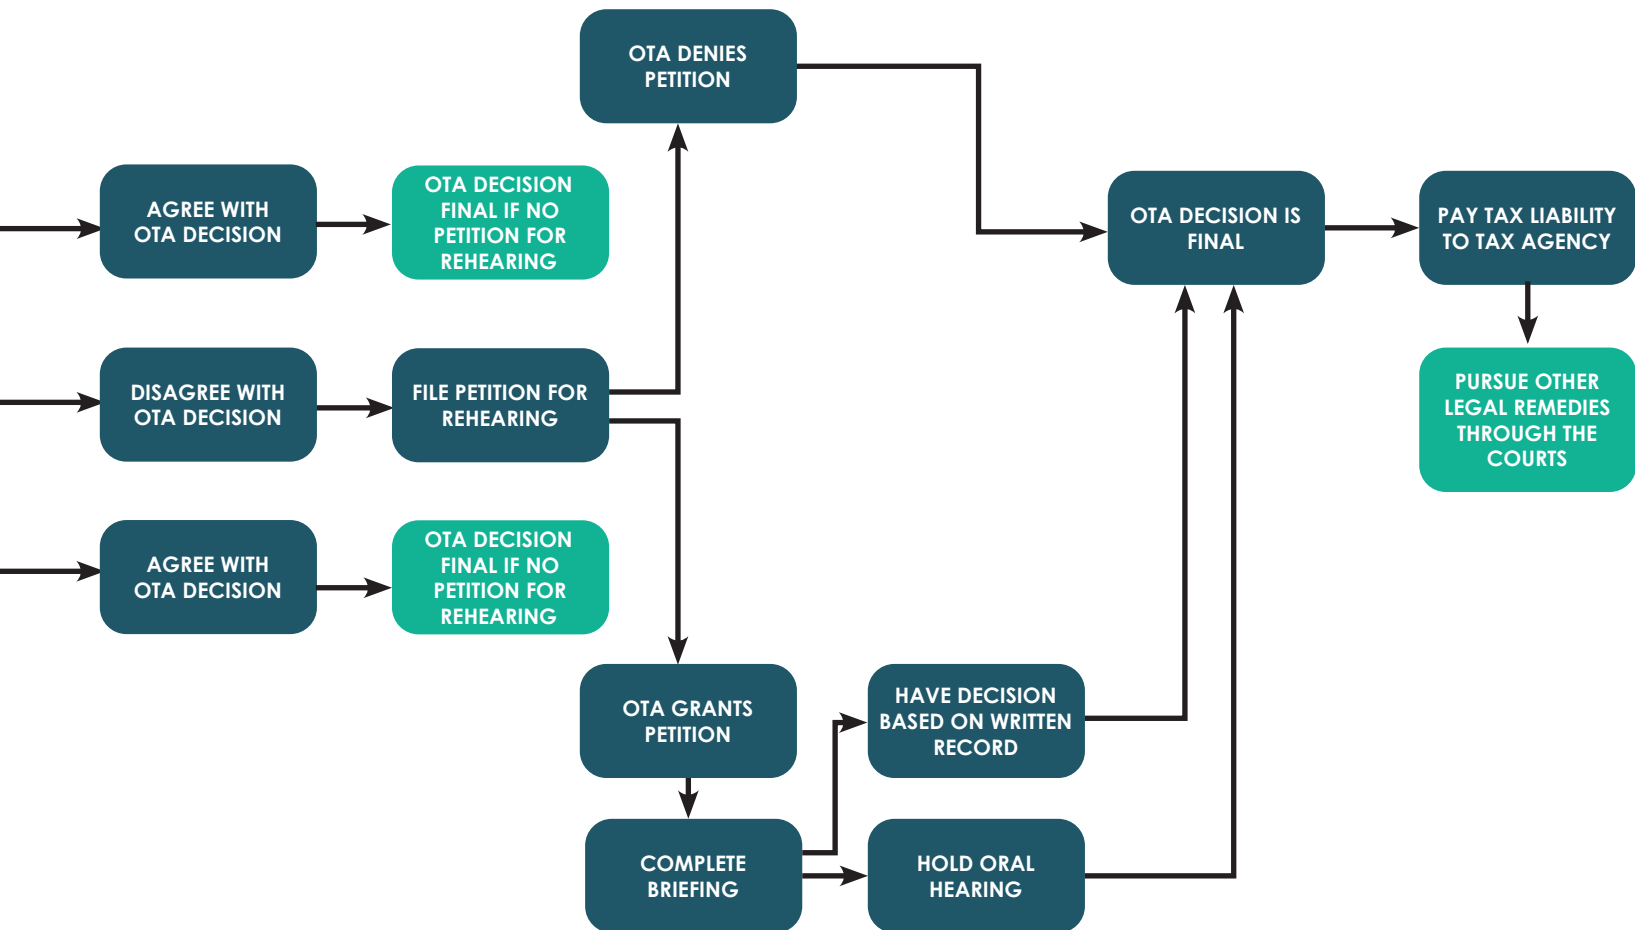 OTA DENIES
PETITION
AGREE WITH
OTA DECISION
OTA DECISION
FINAL IF NO
PETITION FOR
REHEARING
OTA DECISION IS
FINAL
PAY TAX LIABILITY
TO TAX AGENCY
DISAGREE WITH
OTA DECISION
FILE PETITION FOR
REHEARING
PURSUE OTHER
LEGAL REMEDIES
THROUGH THE
COURTS
AGREE WITH
OTA DECISION
OTA DECISION
FINAL IF NO
PETITION FOR
REHEARING
OTA GRANTS
PETITION
HAVE DECISION
BASED ON WRITTEN
RECORD
COMPLETE
BRIEFING
HOLD ORAL
HEARING